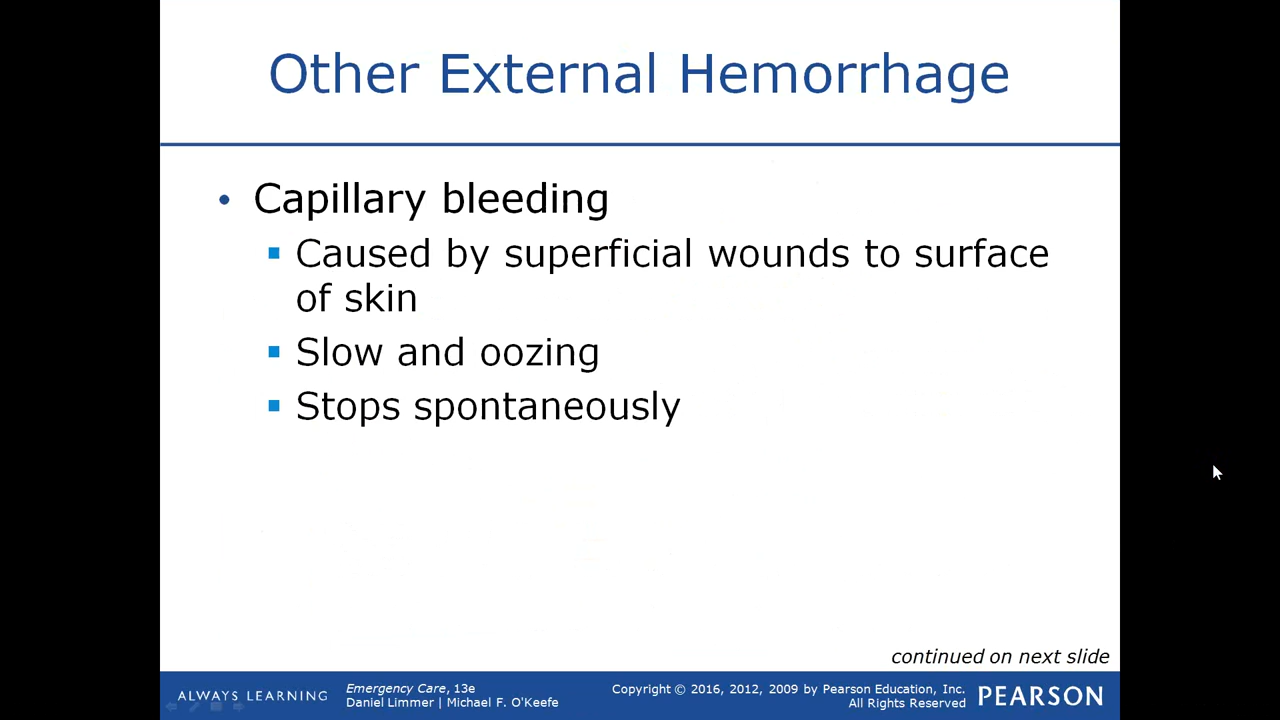 Other External Hemorrhage
• Capillary bleeding
▪ Caused by superficial wounds to surface
of skin
▪ Slow and oozing
▪ Stops spontaneously
continued on next slide
ALWAYS LEARNING
Emergency Care, 13e
Daniel Limmer | Michael F. O'Keefe
Copyright © 2016, 2012, 2009 by Pearson Education, Inc.
All Rights Reserved
PEARSON